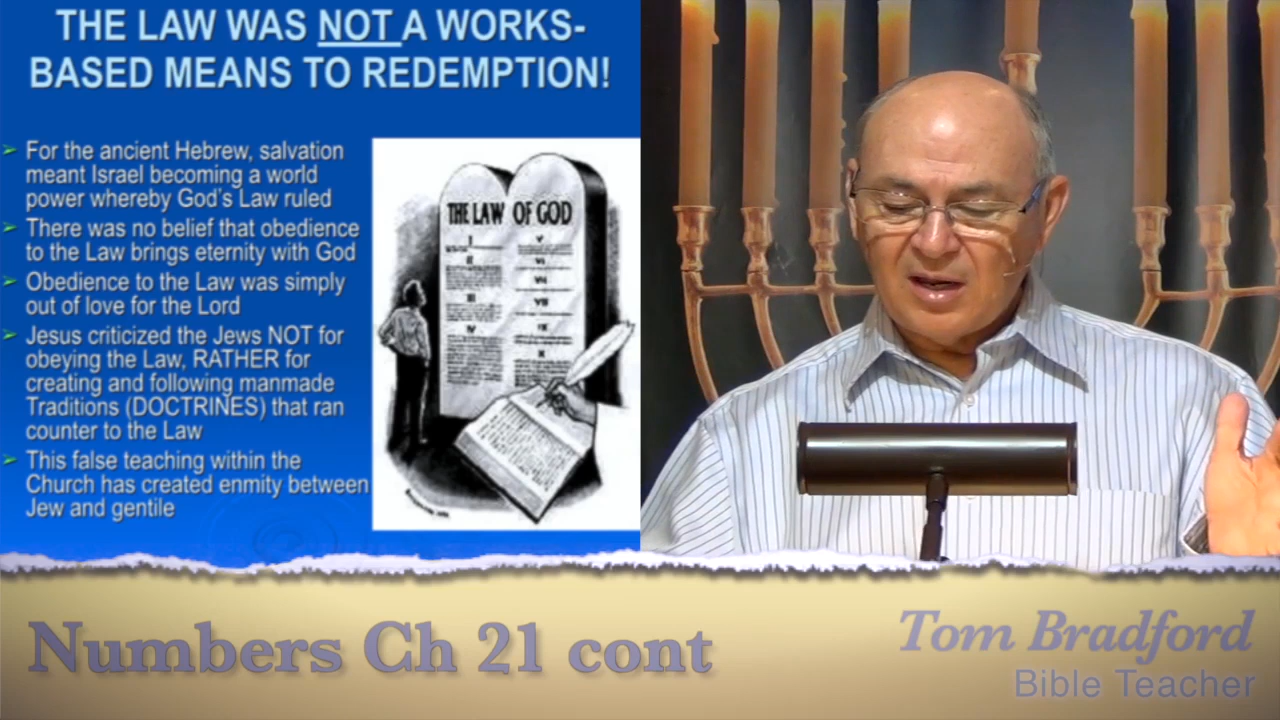 THE LAW WAS NOT A WORKS-
BASED MEANS TO REDEMPTION!
For the ancient Hebrew, salvation
meant Israel becoming a world
power whereby God's Law ruled
There was no belief that obedience
to the Law brings eternity with God
Obedience to the Law was simply
out of love for the Lord
Jesus criticized the Jews NOT for
obeying the Law, RATHER for
creating and following manmade
Traditions (DOCTRINES) that ran
counter to the Law
This false teaching within the
Church has created enmity between
Jew and gentile
THE LAW OF GOD
Numbers Ch 21 cont
Tom Bradford
Bible Teacher